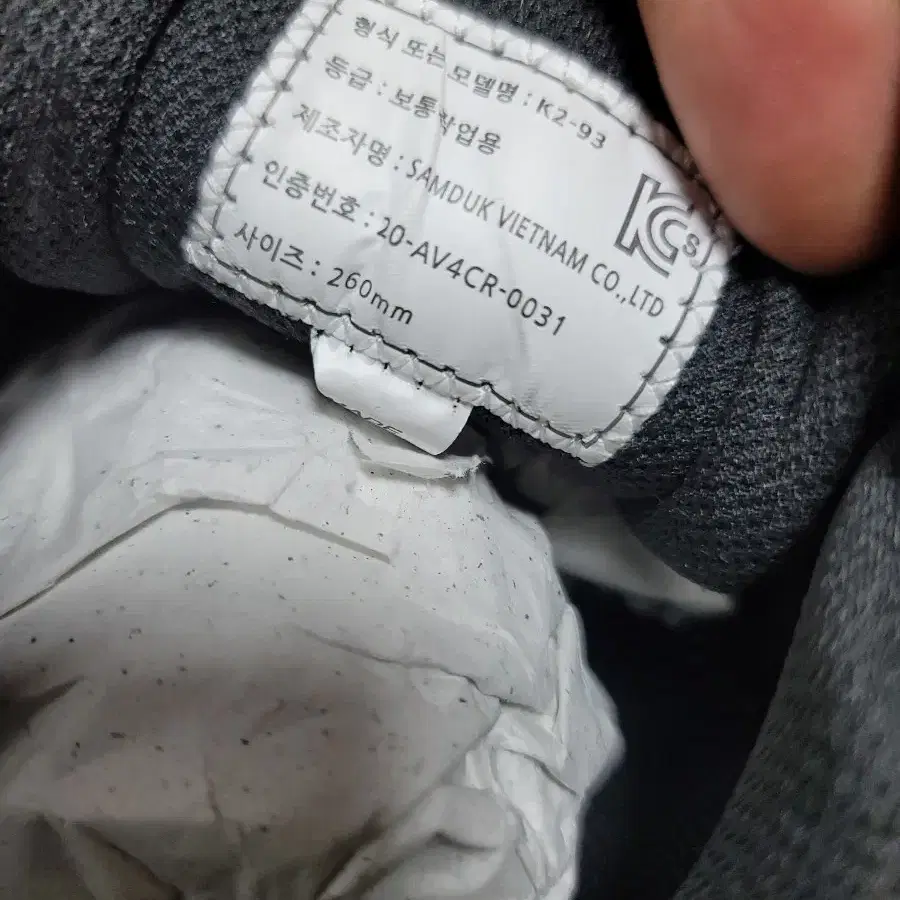 형식 또는 모델명 : K2-93
등급 : 보통작업용
제조자명 : SAMDUK VIETNAM CO.,LTD
인증번호 : 20-AV4CR-0031
사이즈 : 260mm
KCs